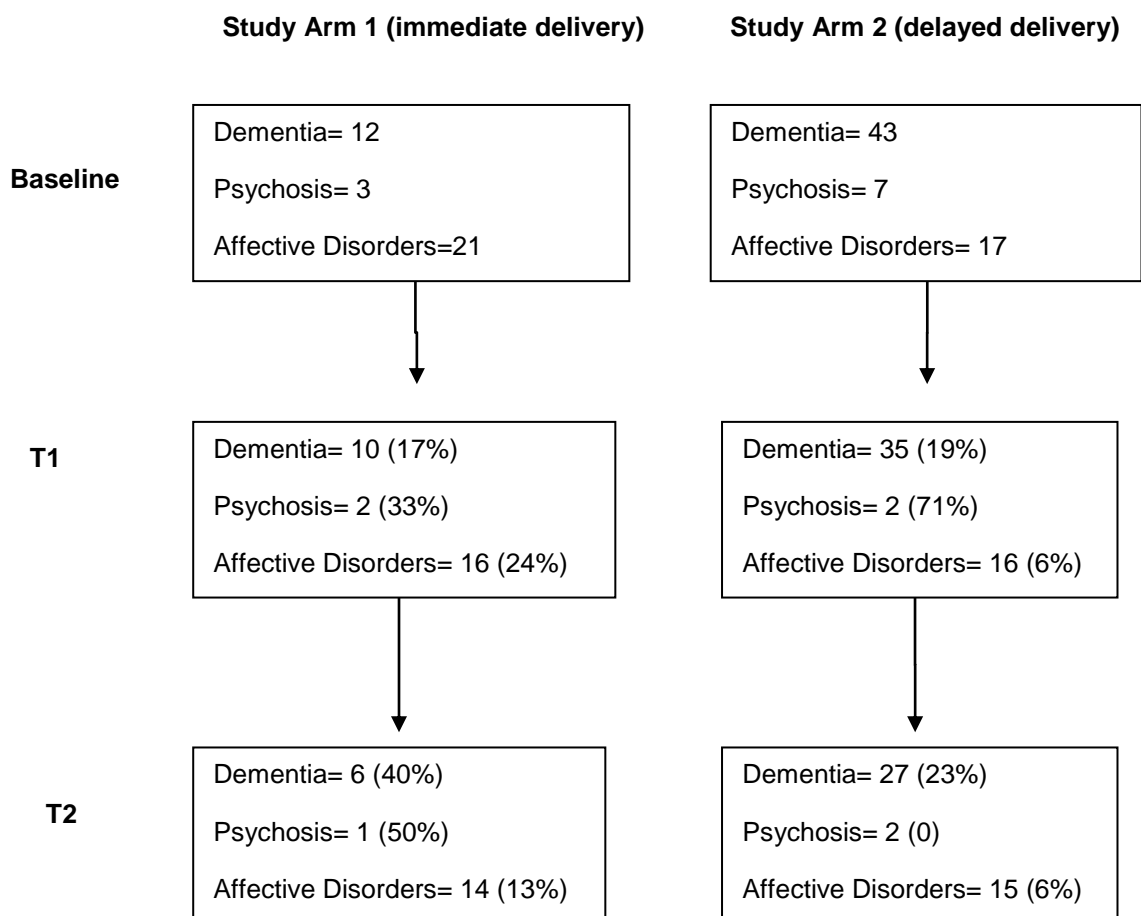 Study Arm 1 (immediate delivery)
Study Arm 2 (delayed delivery)
Baseline
Dementia= 12
Psychosis= 3
Affective Disorders=21
Dementia= 43
Psychosis= 7
Affective Disorders= 17
T1
Dementia= 10 (17%)
Psychosis= 2 (33%)
Affective Disorders= 16 (24%)
Dementia= 35 (19%)
Psychosis= 2 (71%)
Affective Disorders= 16 (6%)
T2
Dementia= 6 (40%)
Psychosis= 1 (50%)
Affective Disorders= 14 (13%)
Dementia= 27 (23%)
Psychosis= 2 (0)
Affective Disorders= 15 (6%)